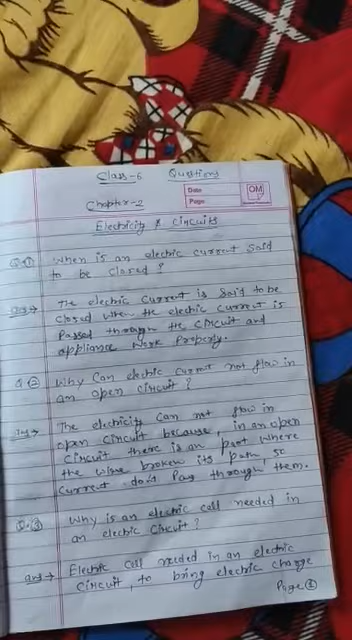 Class-6 Questions
Date
Page
OM
Chapter-2
Electricity & Circuits
Q.① When is an electric current said
to be closed?
Ans→ The electric current is said to be
closed when the electric current is
passed through the circuit and
appliance work properly.
Q② Why can electric current not flow in
an open circuit?
Ans→ The electricity can not flow in
open circuit because, in an open
circuit there is an part where
the wire broken its path so
current do'n pay through them.
Q.③ Why is an electric cell needed in
an electric circuit?
ans→ Electric cell needed in an electric
circuit, to bring electric charge